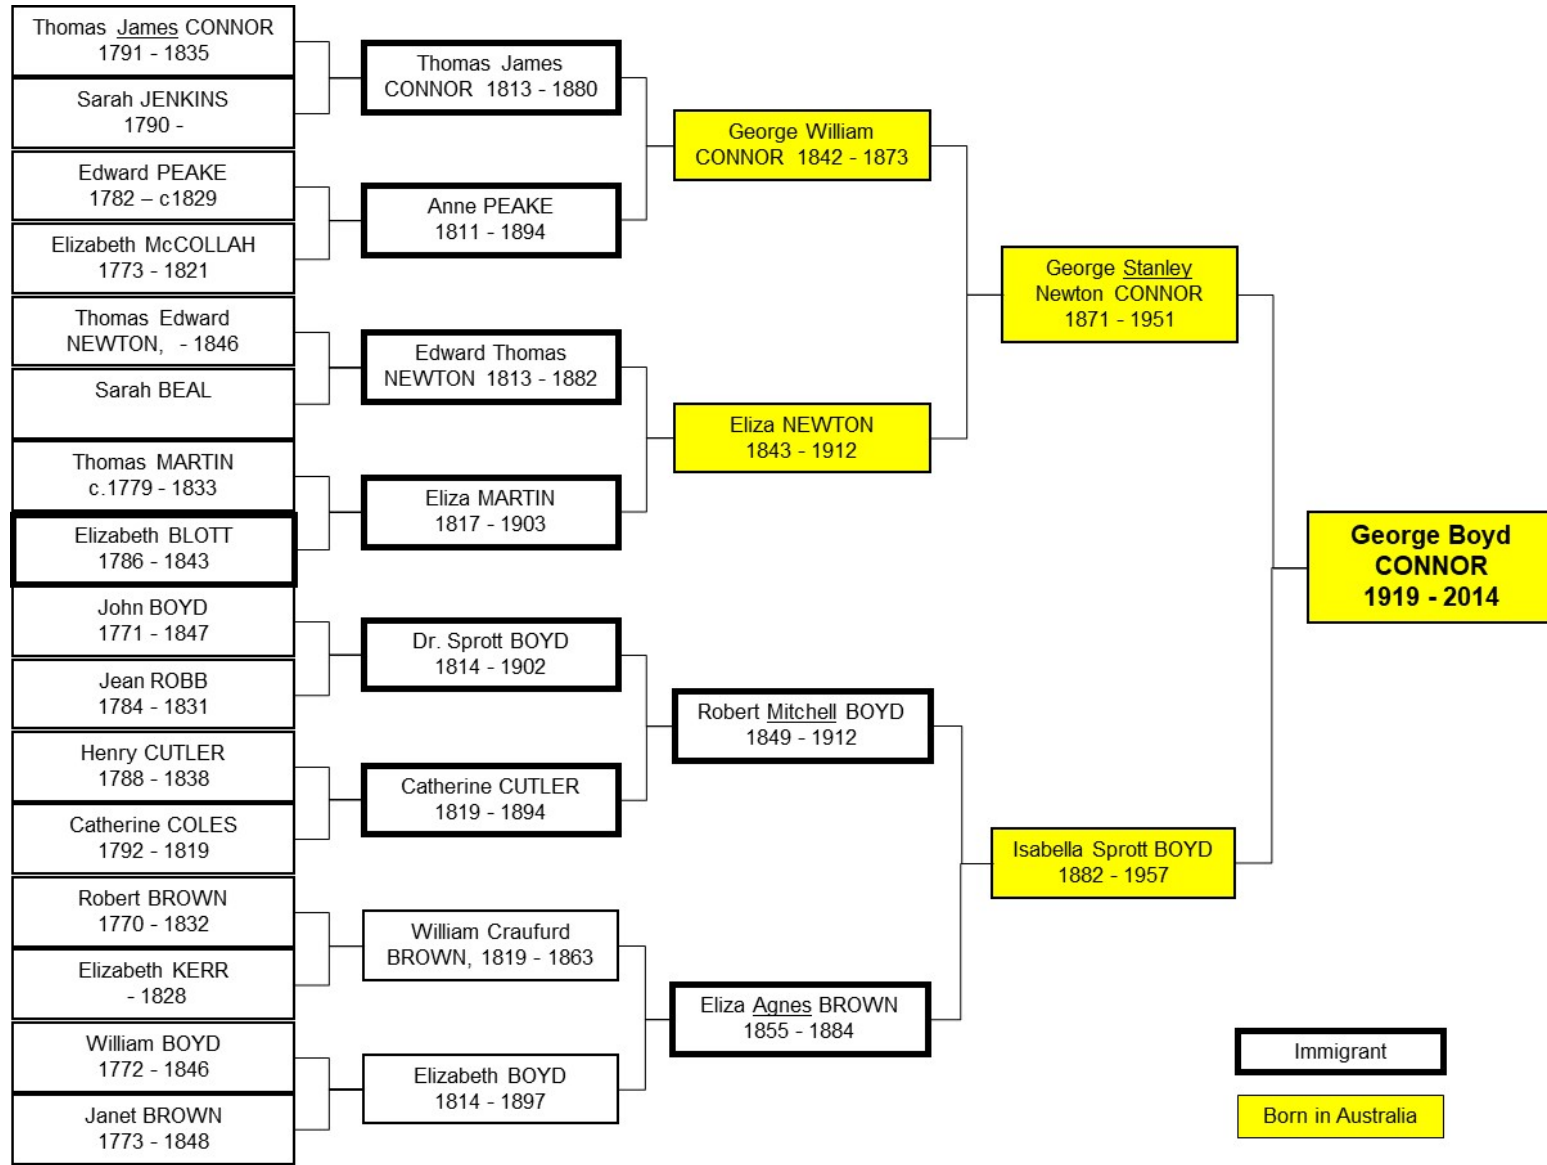 Thomas James CONNOR
1791 - 1835
Sarah JENKINS
1790 -
Edward PEAKE
1782 – c1829
Elizabeth McCOLLAH
1773 - 1821
Thomas Edward
NEWTON,   - 1846
Sarah BEAL
Thomas MARTIN
c.1779 - 1833
Elizabeth BLOTT
1786 - 1843
John BOYD
1771 - 1847
Jean ROBB
1784 - 1831
Henry CUTLER
1788 - 1838
Catherine COLES
1792 - 1819
Robert BROWN
1770 - 1832
Elizabeth KERR
- 1828
William BOYD
1772 - 1846
Janet BROWN
1773 - 1848
Thomas James
CONNOR 1813 - 1880
Anne PEAKE
1811 - 1894
Edward Thomas
NEWTON 1813 - 1882
Eliza MARTIN
1817 - 1903
Dr. Sprott BOYD
1814 - 1902
Catherine CUTLER
1819 - 1894
William Craufurd
BROWN, 1819 - 1863
Elizabeth BOYD
1814 - 1897
George William
CONNOR 1842 - 1873
Eliza NEWTON
1843 - 1912
Robert Mitchell BOYD
1849 - 1912
Eliza Agnes BROWN
1855 - 1884
George Stanley
Newton CONNOR
1871 - 1951
Isabella Sprott BOYD
1882 - 1957
George Boyd
CONNOR
1919 - 2014
Immigrant
Born in Australia